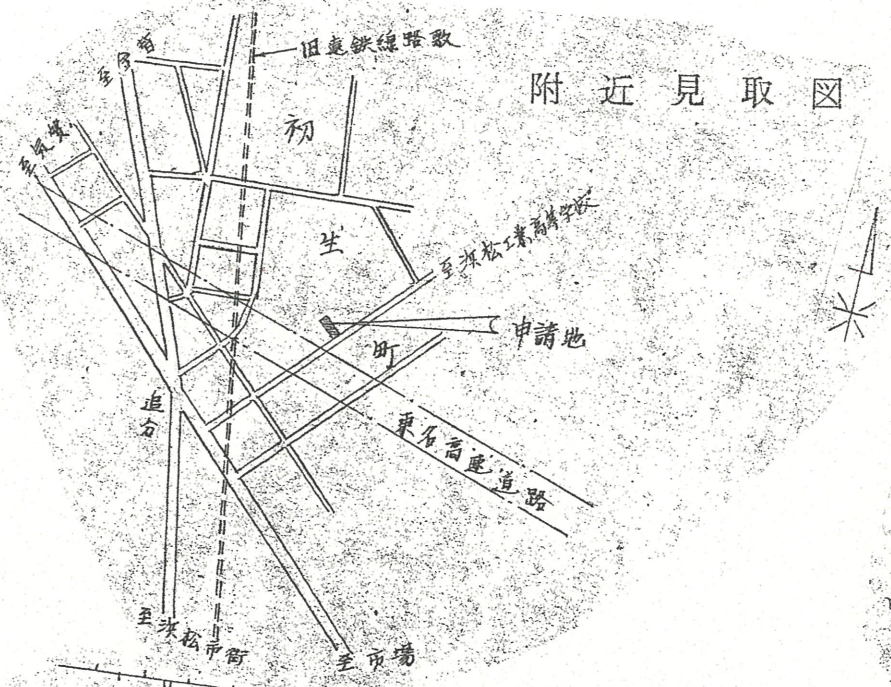 附近見取図
旧遠鉄線路敷
至気賀
初
生
町
至浜松工業高等学校
申請地
追分
東名高速道路
至浜松市街
至市場